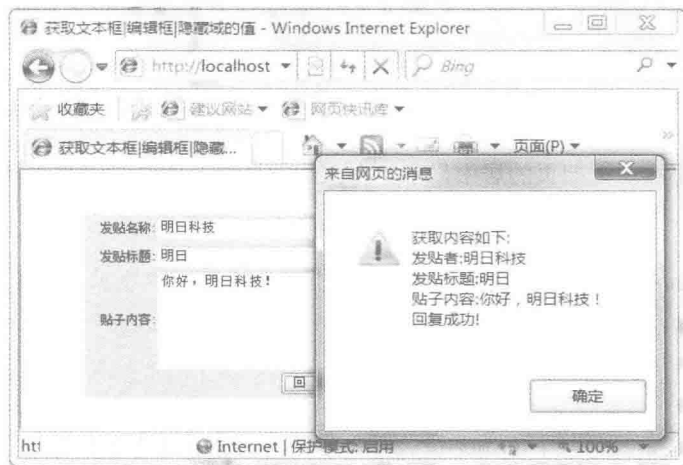 获取文本框|编辑框|隐藏域的值 - Windows Internet Explorer
http://localhost
Bing
收藏夹
建议网站
网页快讯库
获取文本框|编辑框|隐藏...
页面(P)
来自网页的消息
发贴名称:
明日科技
发贴标题:
明日
贴子内容:
你好，明日科技！
回
获取内容如下:
发贴者:明日科技
发贴标题:明日
贴子内容:你好，明日科技！
回复成功!
确定
Internet | 保护模式: 启用
100%